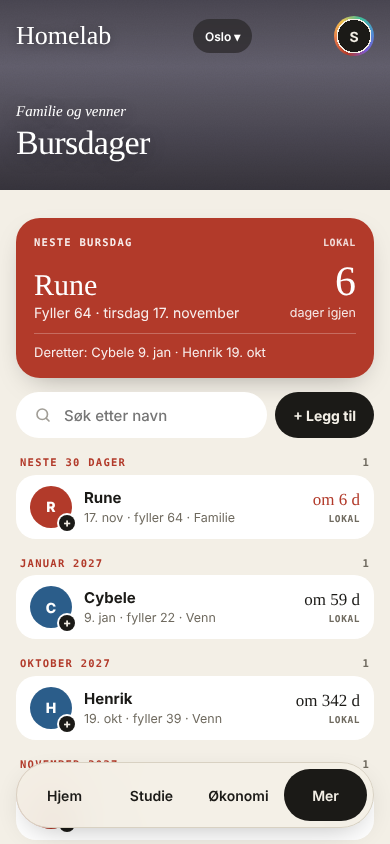 Homelab
Oslo ▾
S
Familie og venner
Bursdager
NESTE BURSDAG
LOKAL
Rune
6
Fyller 64 · tirsdag 17. november
dager igjen
Deretter: Cybele 9. jan · Henrik 19. okt
Søk etter navn
+ Legg til
NESTE 30 DAGER
1
R
+
Rune
om 6 d
17. nov · fyller 64 · Familie
LOKAL
JANUAR 2027
1
C
+
Cybele
om 59 d
9. jan · fyller 22 · Venn
LOKAL
OKTOBER 2027
1
H
+
Henrik
om 342 d
19. okt · fyller 39 · Venn
LOKAL
NOVEMBER 2027
1
Hjem
Studie
Økonomi
Mer